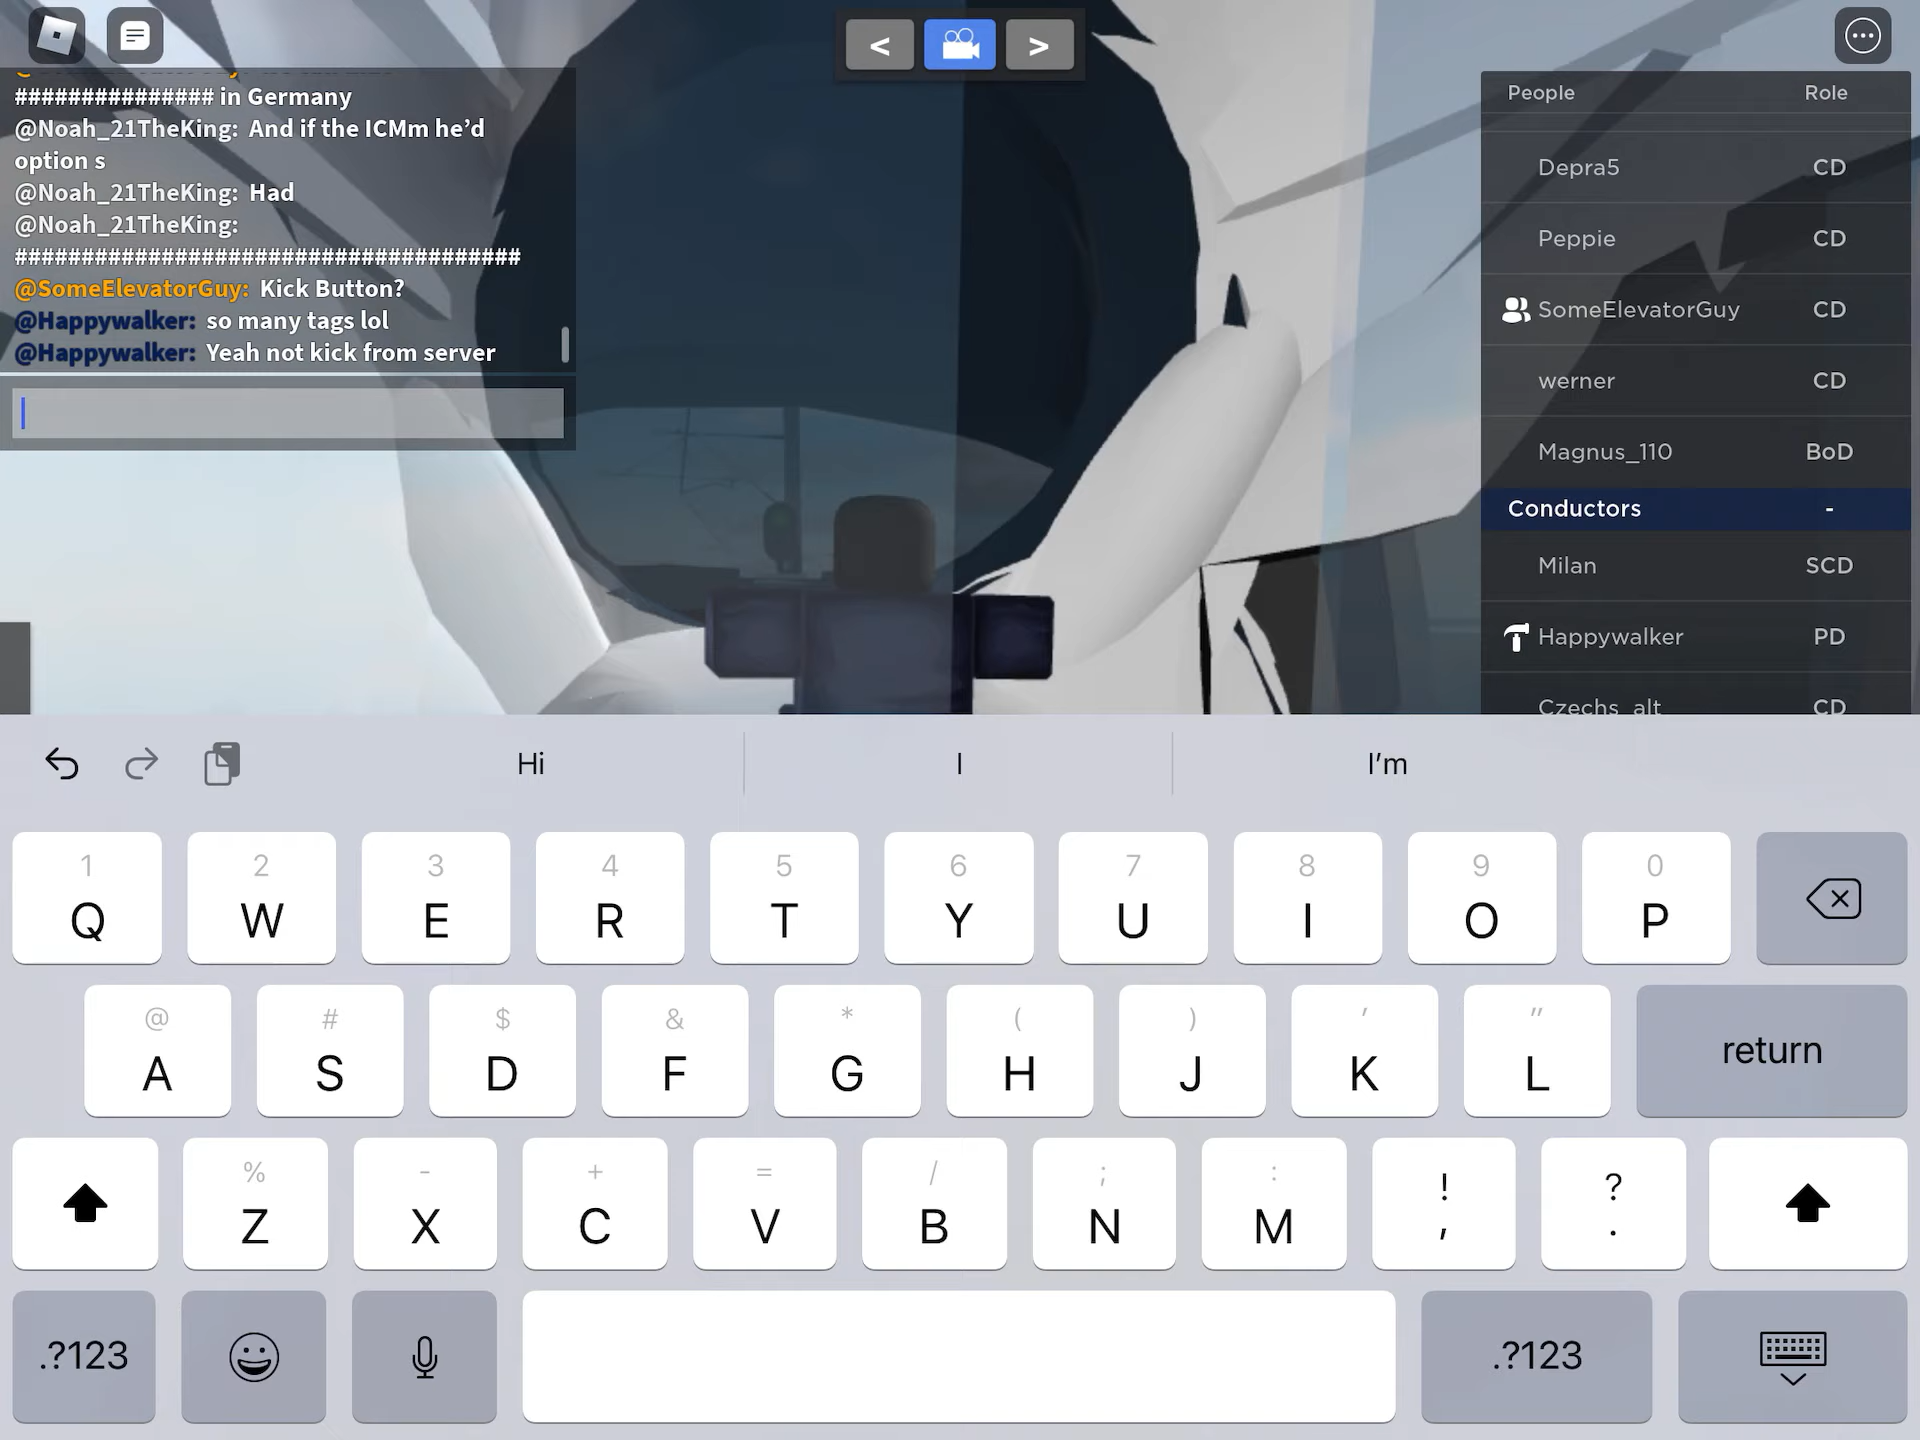 < >
############### in Germany
@Noah_21TheKing: And if the ICMm he’d
option s
@Noah_21TheKing: Had
@Noah_21TheKing:
######################################
@SomeElevatorGuy: Kick Button?
@Happywalker: so many tags lol
@Happywalker: Yeah not kick from server
People Role
Depra5 CD
Peppie CD
SomeElevatorGuy CD
werner CD
Magnus_110 BoD
Conductors -
Milan SCD
Happywalker PD
Czechs_alt CD
Hi I I’m
1 2 3 4 5 6 7 8 9 0
Q W E R T Y U I O P
@ # $ & * ( ) ' "
A S D F G H J K L return
% - + = / ; : ! ?
Z X C V B N M , .
.?123 .?123